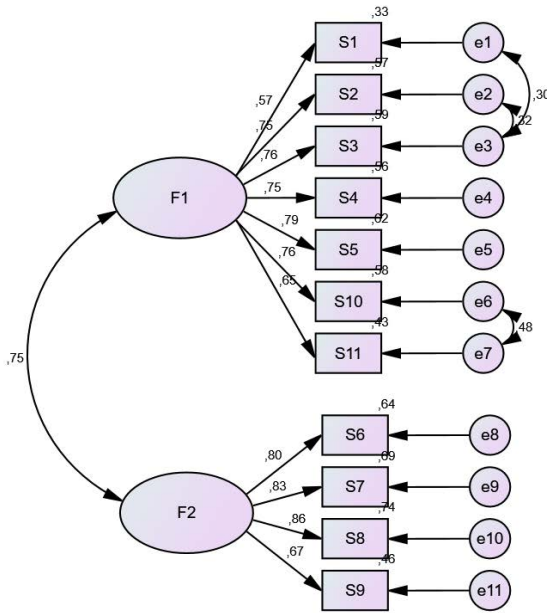 ,33
S1
e1
,57
,57
S2
e2
,30
,75
,59
,32
S3
e3
,76
,56
,75
S4
e4
F1
,62
,79
S5
e5
,76
,58
S10
e6
,65
,43
48
S11
e7
,75
,64
S6
e8
,80
,69
S7
e9
,83
,74
F2
,86
S8
e10
,67
,46
S9
e11